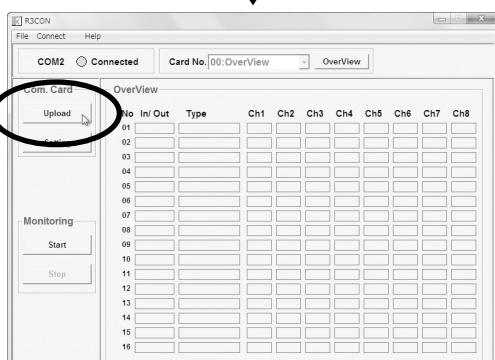 R3CON
File Connect Help
COM2 Connected Card No. 00:OverView OverView
Com. Card
Upload
Setting
Monitoring
Start
Stop
OverView
No In/ Out Type Ch1 Ch2 Ch3 Ch4 Ch5 Ch6 Ch7 Ch8
01
02
03
04
05
06
07
08
09
10
11
12
13
14
15
16